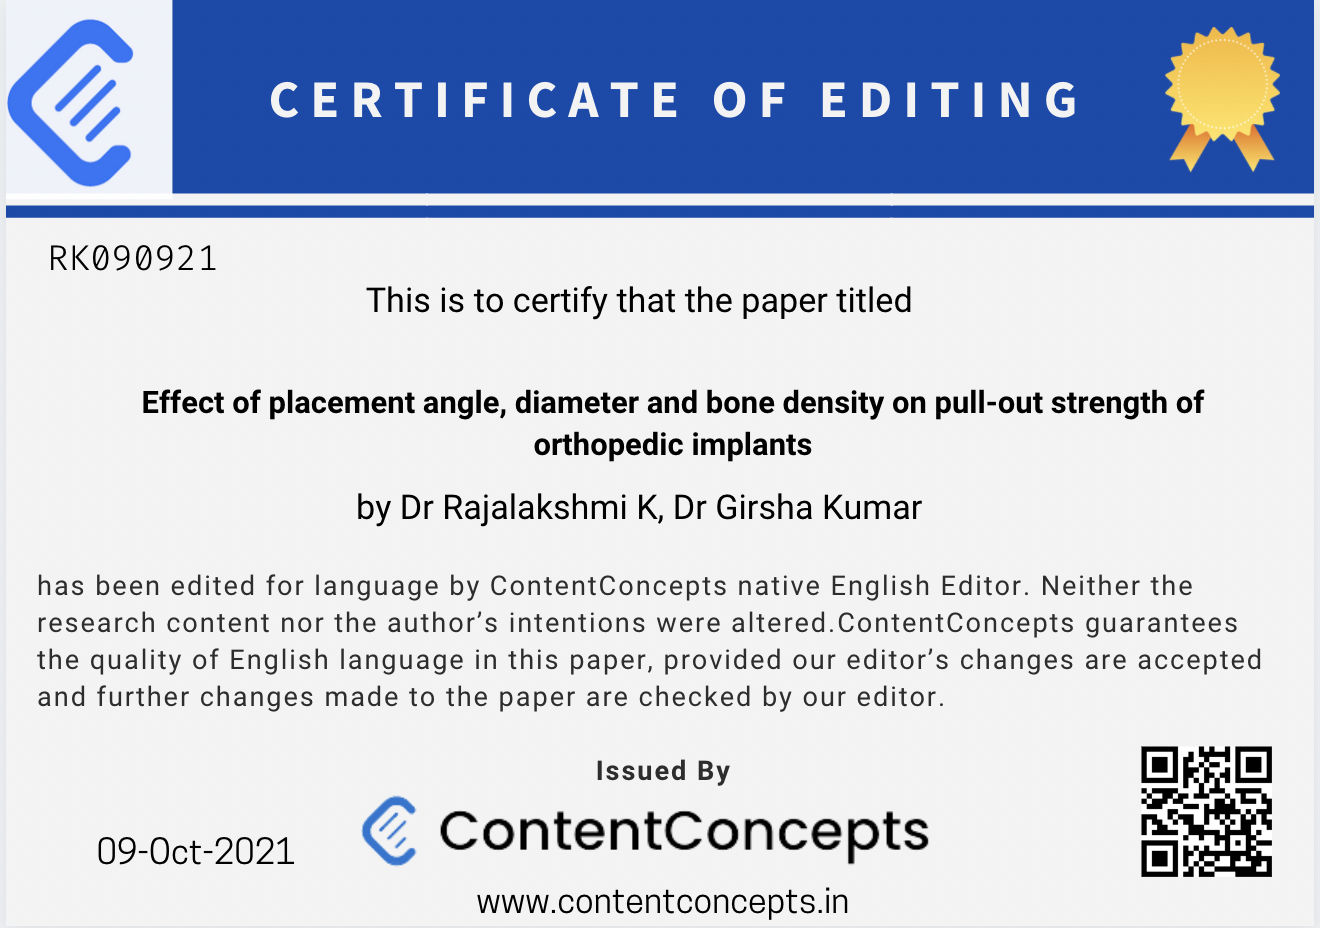 CERTIFICATE OF EDITING
RK090921
This is to certify that the paper titled
Effect of placement angle, diameter and bone density on pull-out strength of
orthopedic implants
by Dr Rajalakshmi K, Dr Girsha Kumar
has been edited for language by ContentConcepts native English Editor. Neither the
research content nor the author’s intentions were altered.ContentConcepts guarantees
the quality of English language in this paper, provided our editor’s changes are accepted
and further changes made to the paper are checked by our editor.
Issued By
ContentConcepts
09-Oct-2021
www.contentconcepts.in